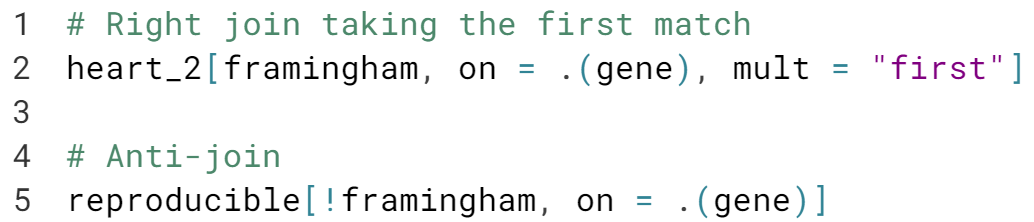 1 # Right join taking the first match
2 heart_2[framingham, on = .(gene), mult = "first"]
3
4 # Anti-join
5 reproducible[!framingham, on = .(gene)]